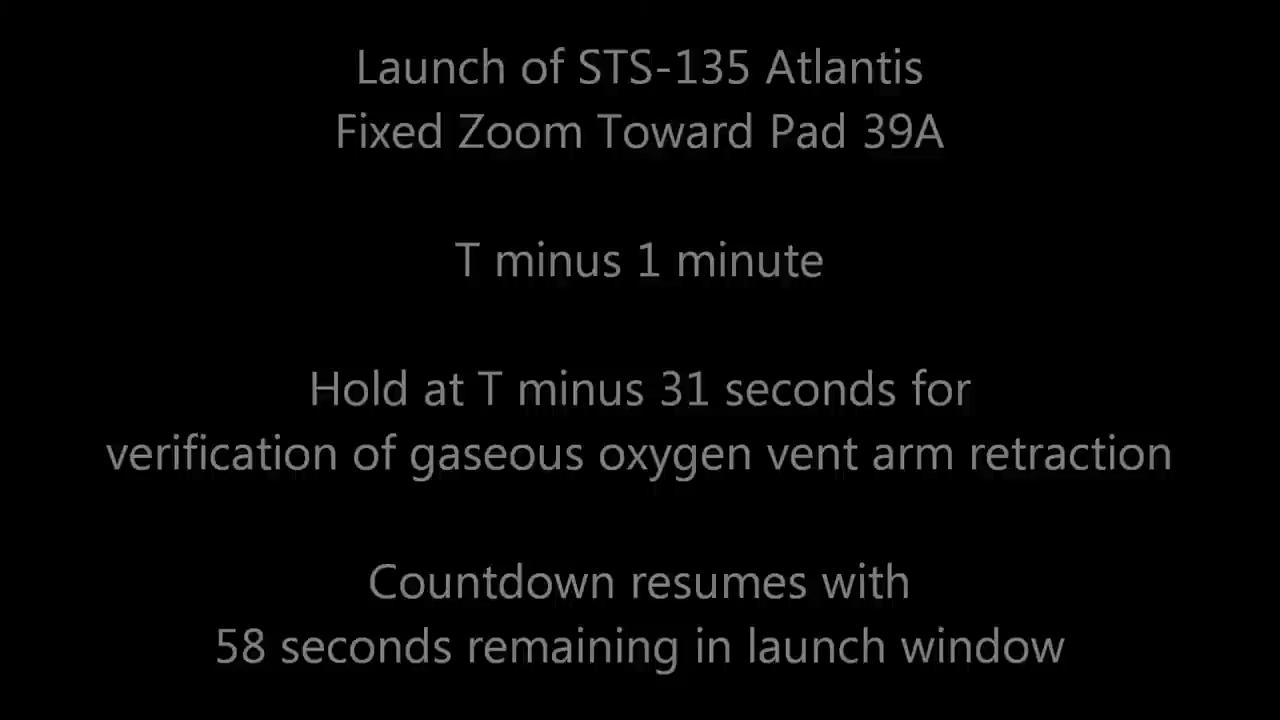 Launch of STS-135 Atlantis
Fixed Zoom Toward Pad 39A
T minus 1 minute
Hold at T minus 31 seconds for
verification of gaseous oxygen vent arm retraction
Countdown resumes with
58 seconds remaining in launch window